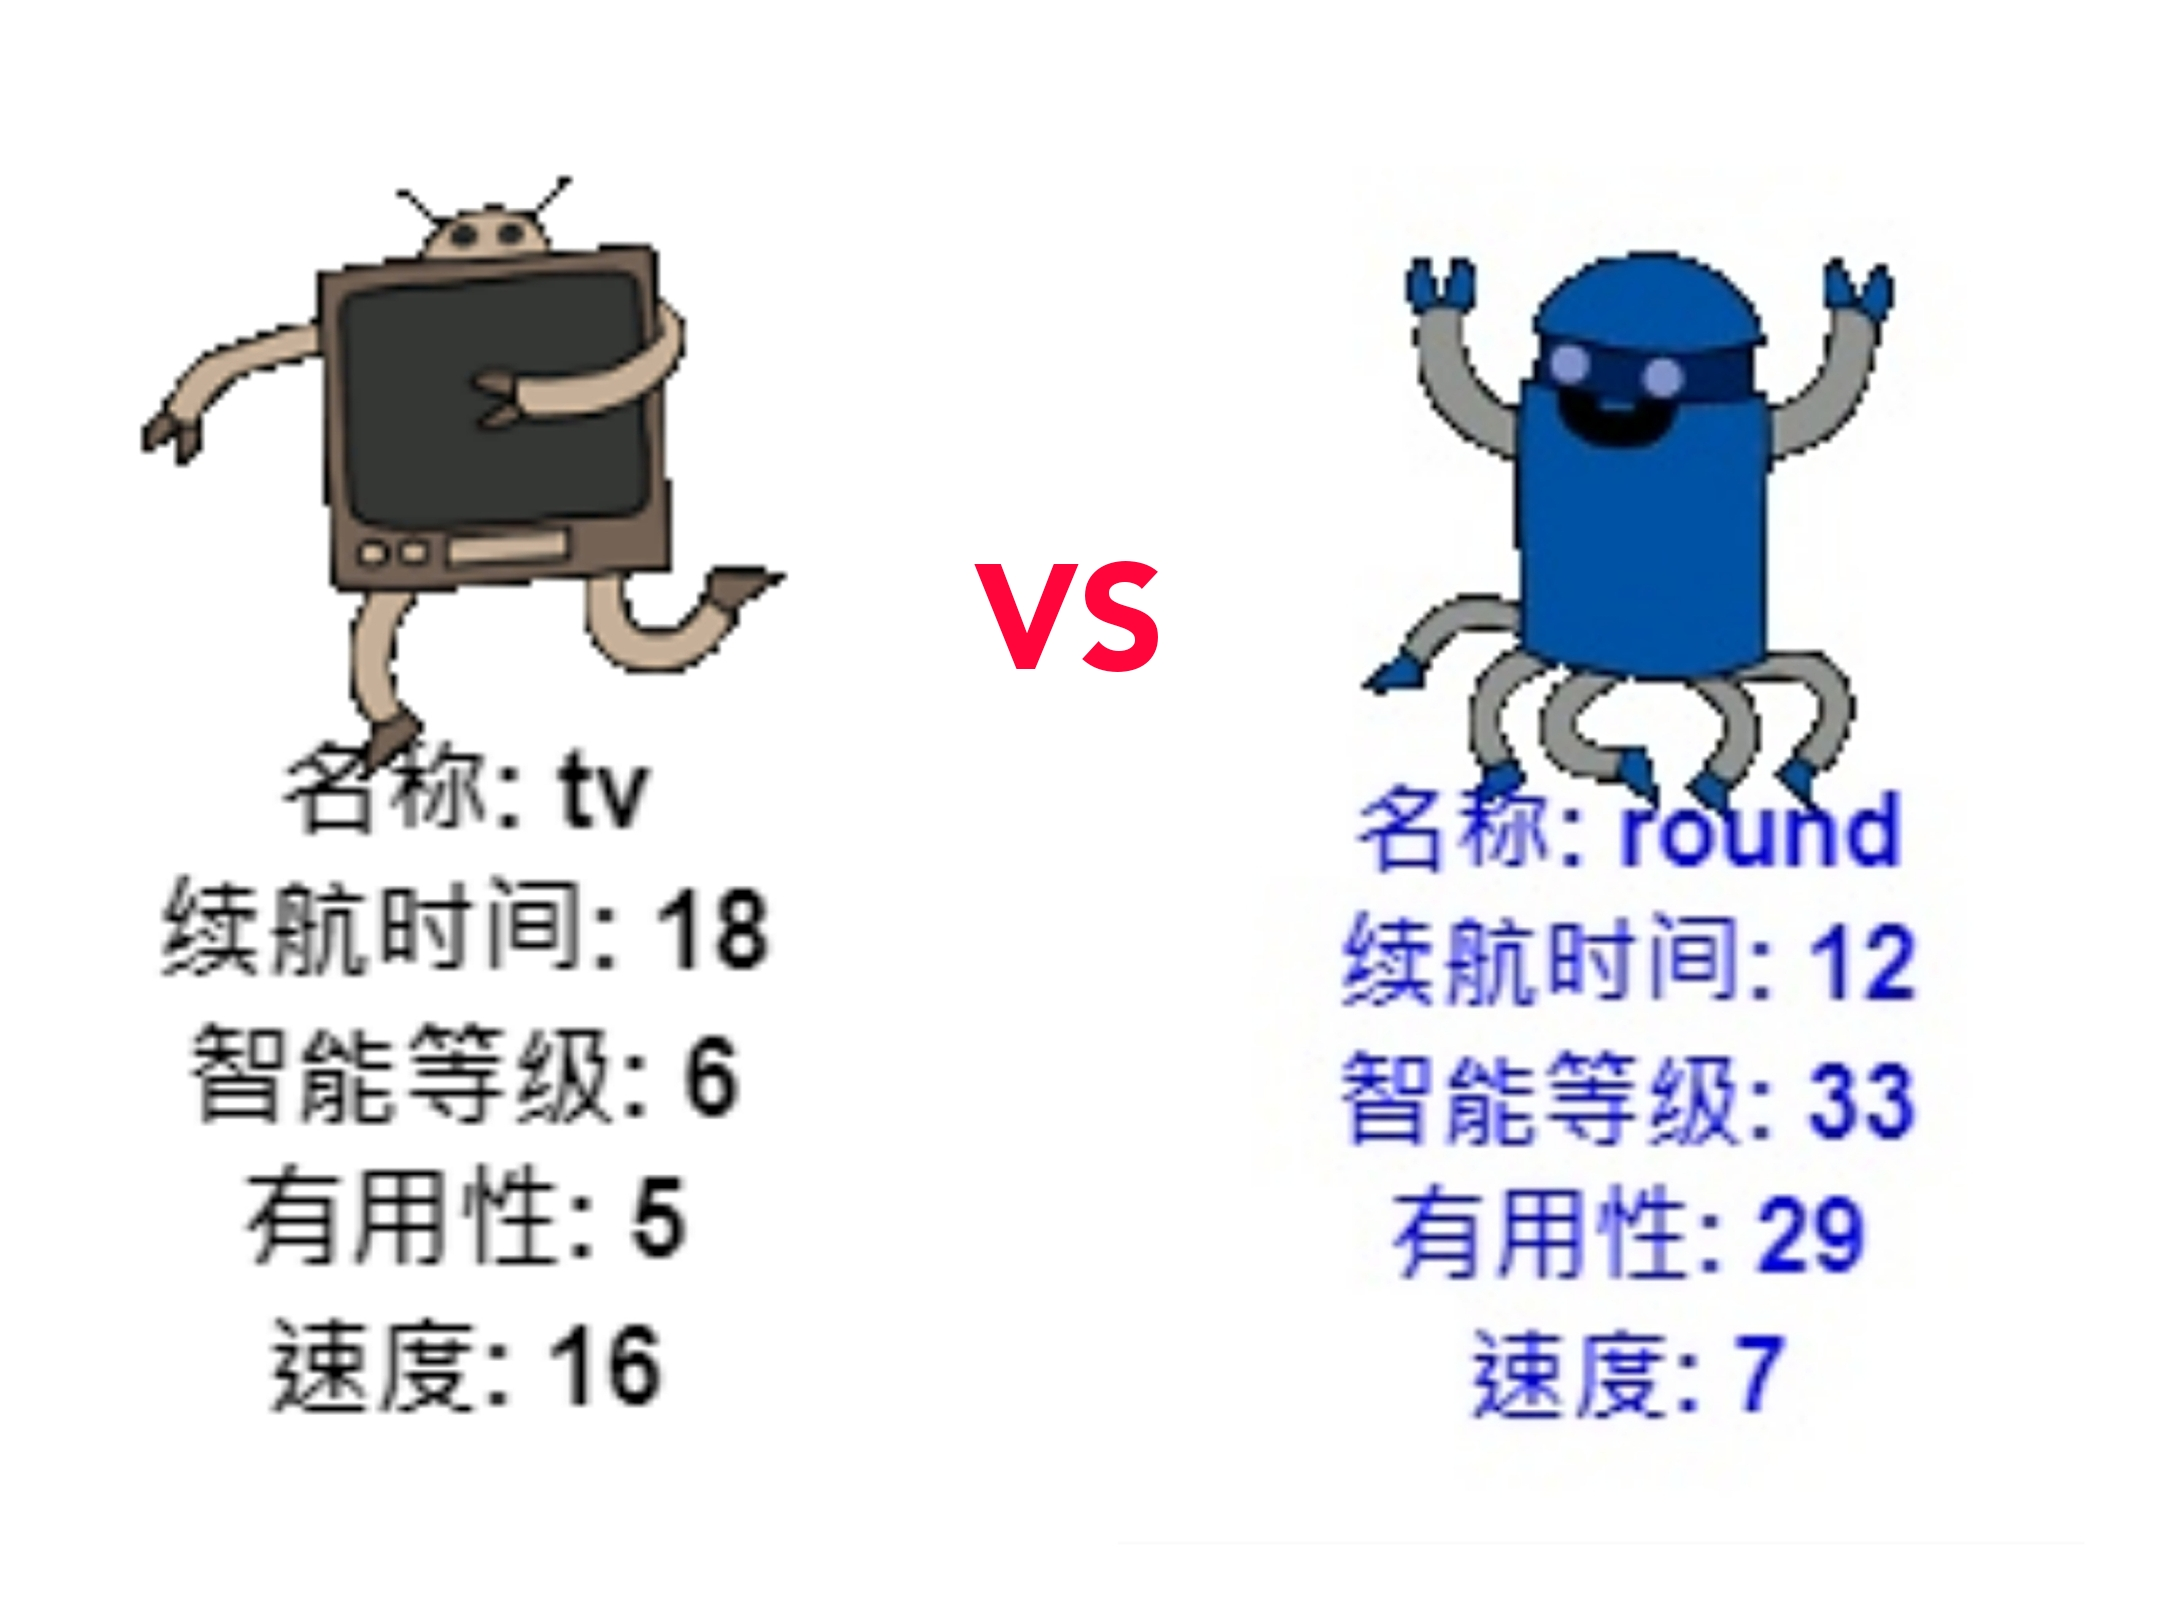 名称: tv
续航时间: 18
智能等级: 6
有用性: 5
速度: 16
VS
名称: round
续航时间: 12
智能等级: 33
有用性: 29
速度: 7